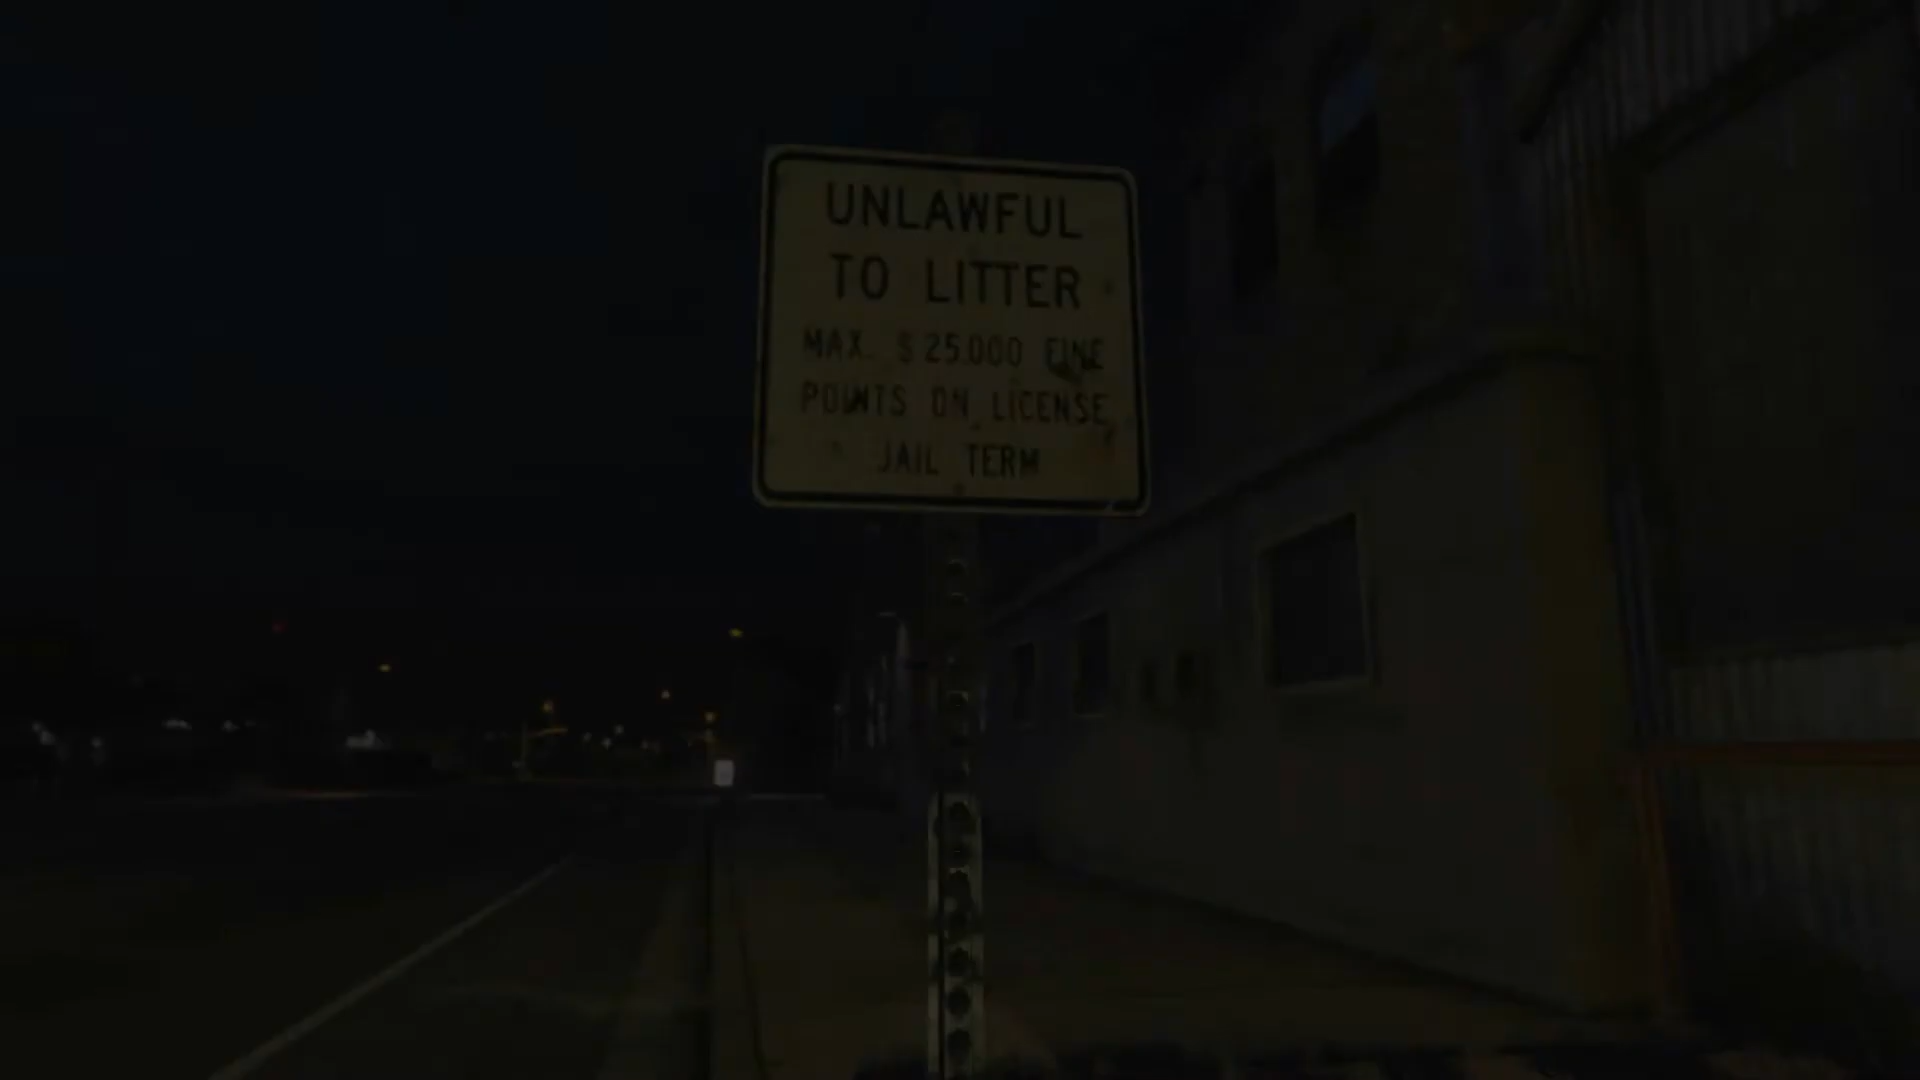 UNLAWFUL
TO LITTER
MAX. $25.000 FINE
POINTS ON LICENSE
JAIL TERM